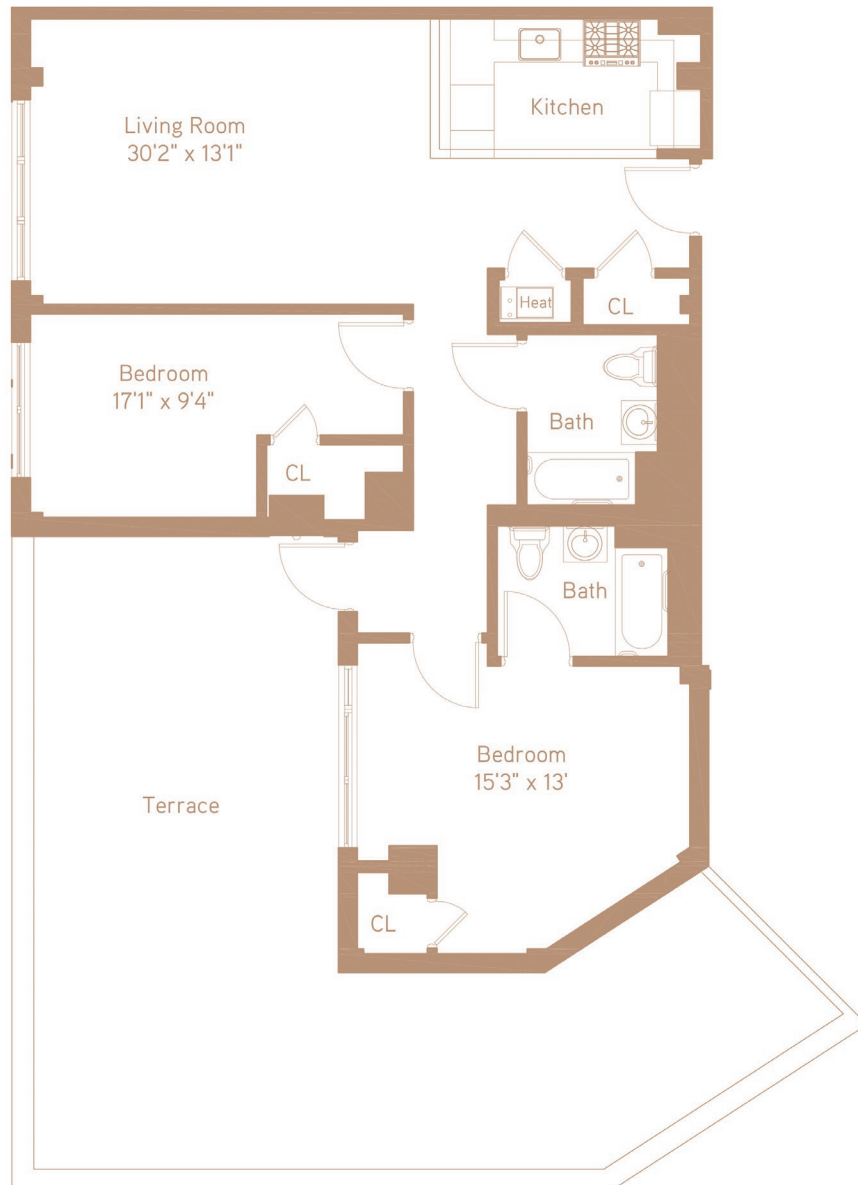 Kitchen
Living Room
30'2" x 13'1"
Heat
CL
Bedroom
17'1" x 9'4"
Bath
CL
Bath
Bedroom
15'3" x 13'
Terrace
CL